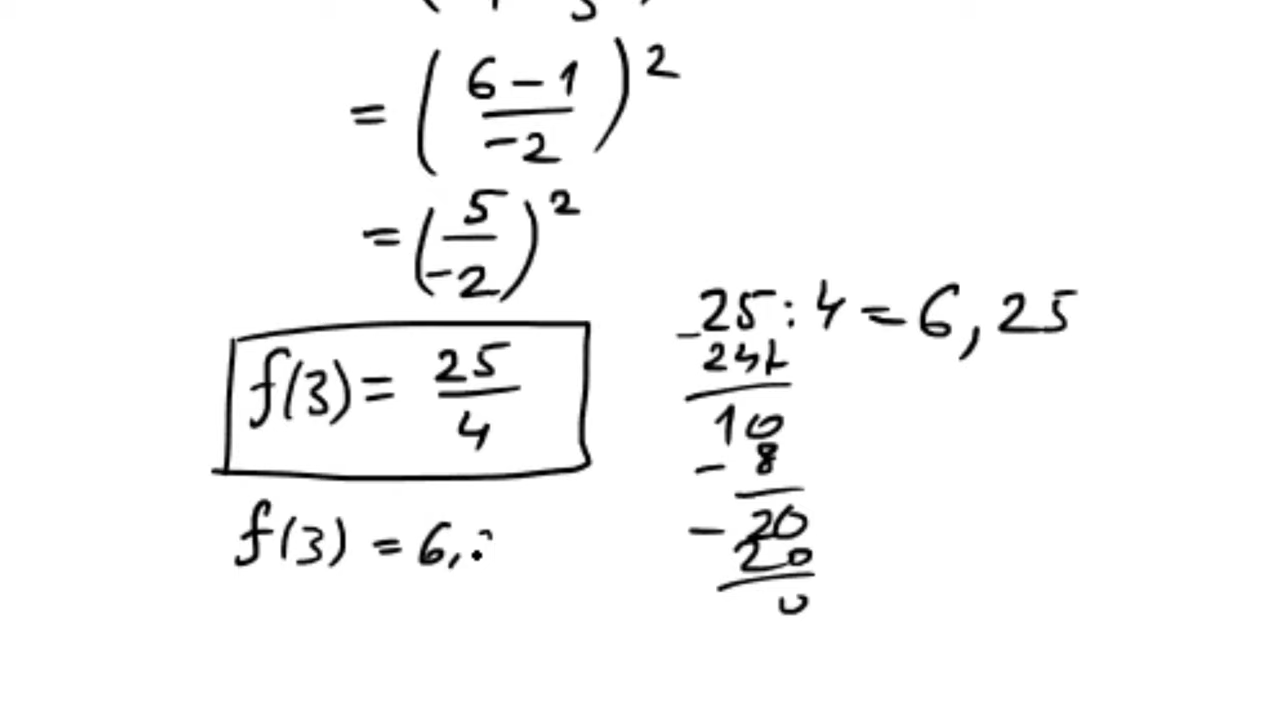 = ( 6 - 1 / -2 )²
= ( 5 / -2 )²
f(3) = 25 / 4
f(3) = 6,
25 : 4 = 6,25
- 24
10
- 8
- 20
20
0